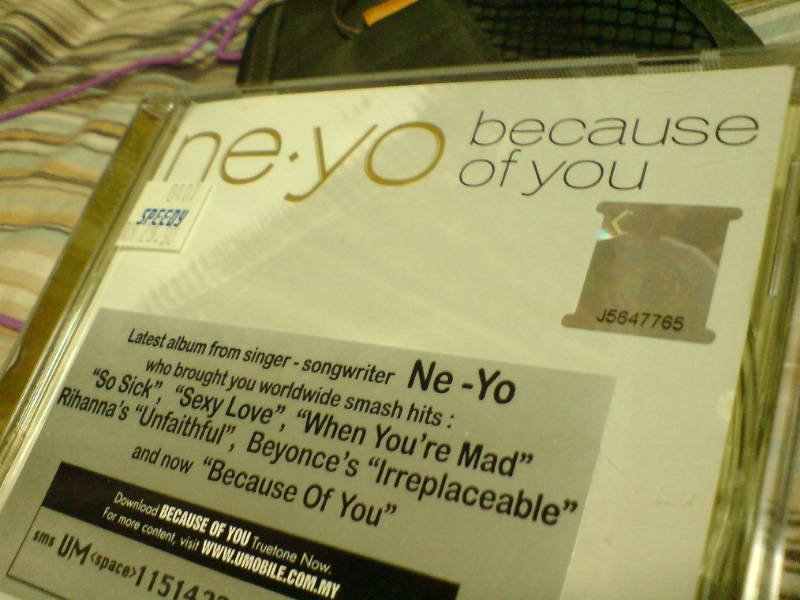 ne·yo
because
of you
SPEEDY
J5647765
Latest album from singer - songwriter Ne -Yo
who brought you worldwide smash hits :
"So Sick", "Sexy Love", "When You're Mad"
Rihanna's "Unfaithful", Beyonce's "Irreplaceable"
and now "Because Of You"
Download BECAUSE OF YOU Truetone Now.
For more content, visit WWW.UMOBILE.COM.MY
sms UM<space>